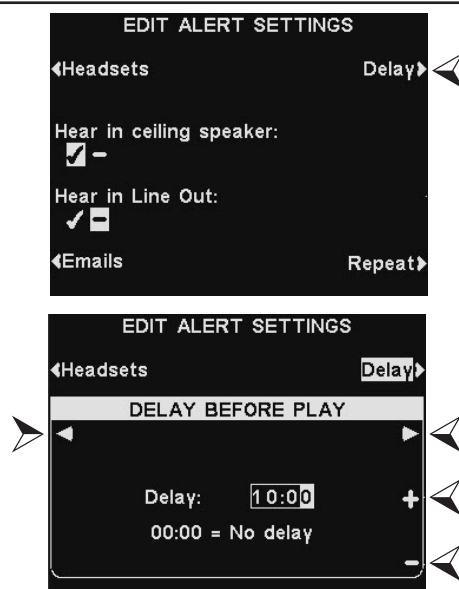 EDIT ALERT SETTINGS
Headsets Delay
Hear in ceiling speaker:
Hear in Line Out:
Emails Repeat
EDIT ALERT SETTINGS
Headsets Delay
DELAY BEFORE PLAY
Delay: 10:00
00:00 = No delay